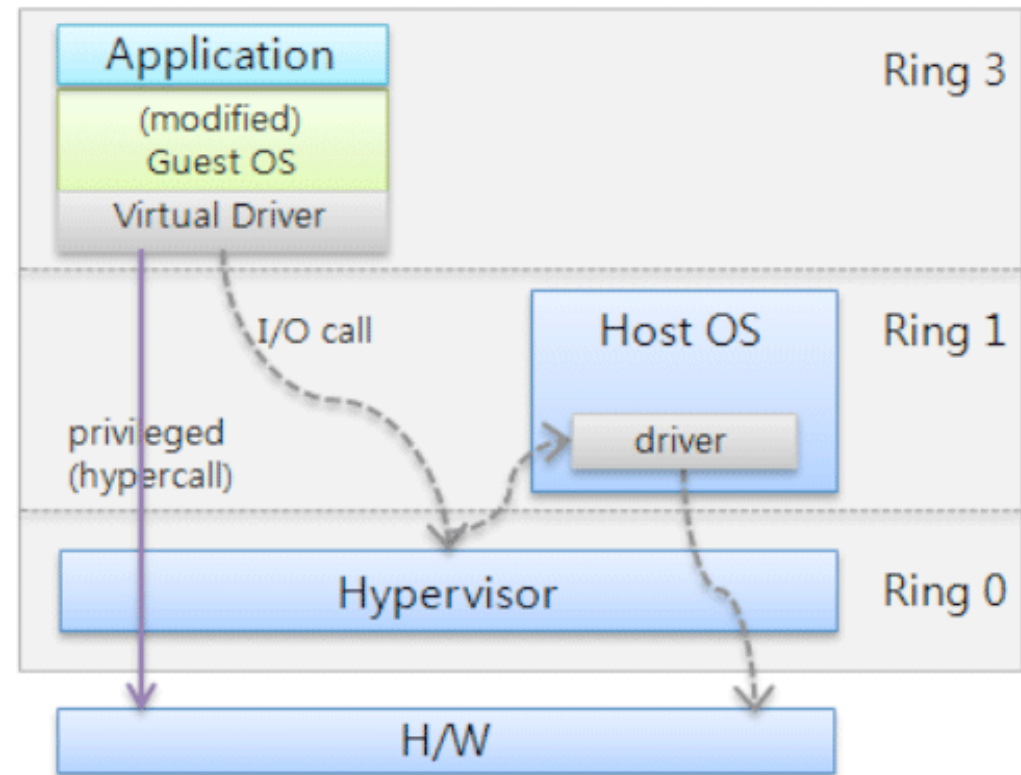 Application
Ring 3
(modified)
Guest OS
Virtual Driver
I/O call
Host OS
Ring 1
privileged
(hypercall)
driver
Hypervisor
Ring 0
H/W